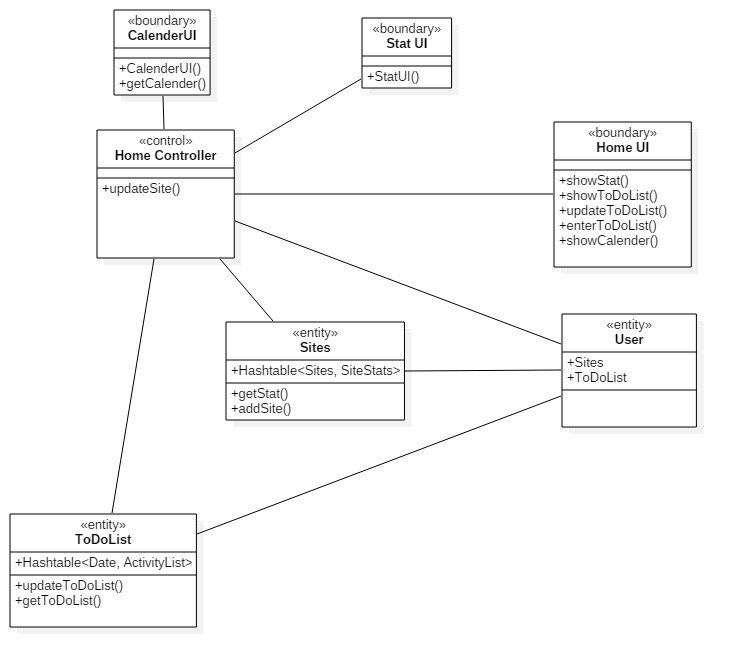 «boundary»
CalenderUI
+CalenderUI()
+getCalender()
«boundary»
Stat UI
+StatUI()
«control»
Home Controller
+updateSite()
«boundary»
Home UI
+showStat()
+showToDoList()
+updateToDoList()
+enterToDoList()
+showCalender()
«entity»
Sites
+Hashtable<Sites, SiteStats>
+getStat()
+addSite()
«entity»
User
+Sites
+ToDoList
«entity»
ToDoList
+Hashtable<Date, ActivityList>
+updateToDoList()
+getToDoList()